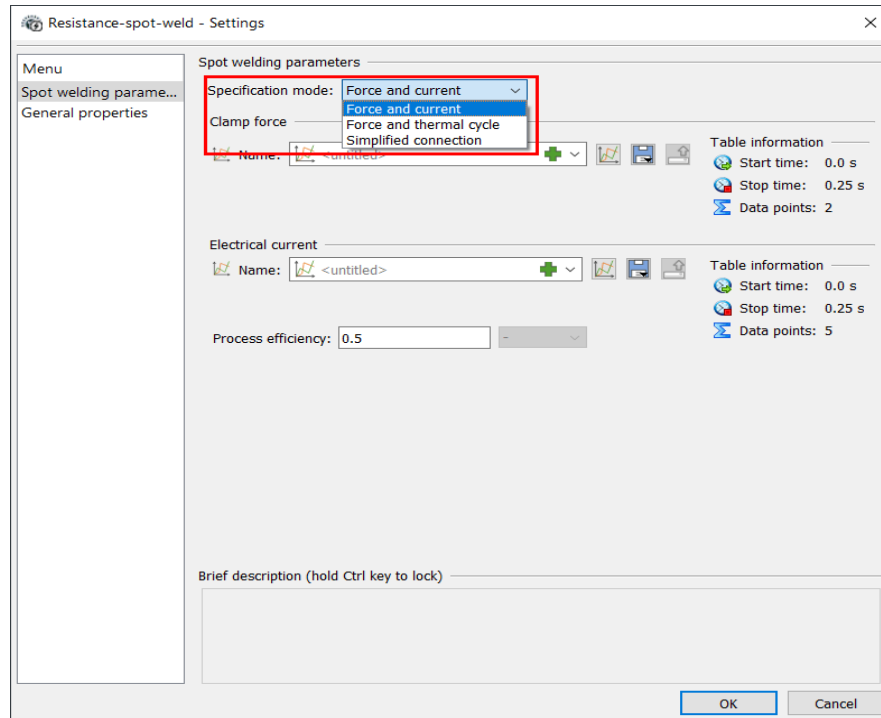 Resistance-spot-weld - Settings
Menu
Spot welding parame...
General properties
Spot welding parameters
Specification mode: Force and current
Force and current
Force and thermal cycle
Simplified connection
Clamp force
Name: <untitled>
Table information
Start time: 0.0 s
Stop time: 0.25 s
Data points: 2
Electrical current
Name: <untitled>
Table information
Start time: 0.0 s
Stop time: 0.25 s
Data points: 5
Process efficiency: 0.5 -
Brief description (hold Ctrl key to lock)
OK Cancel